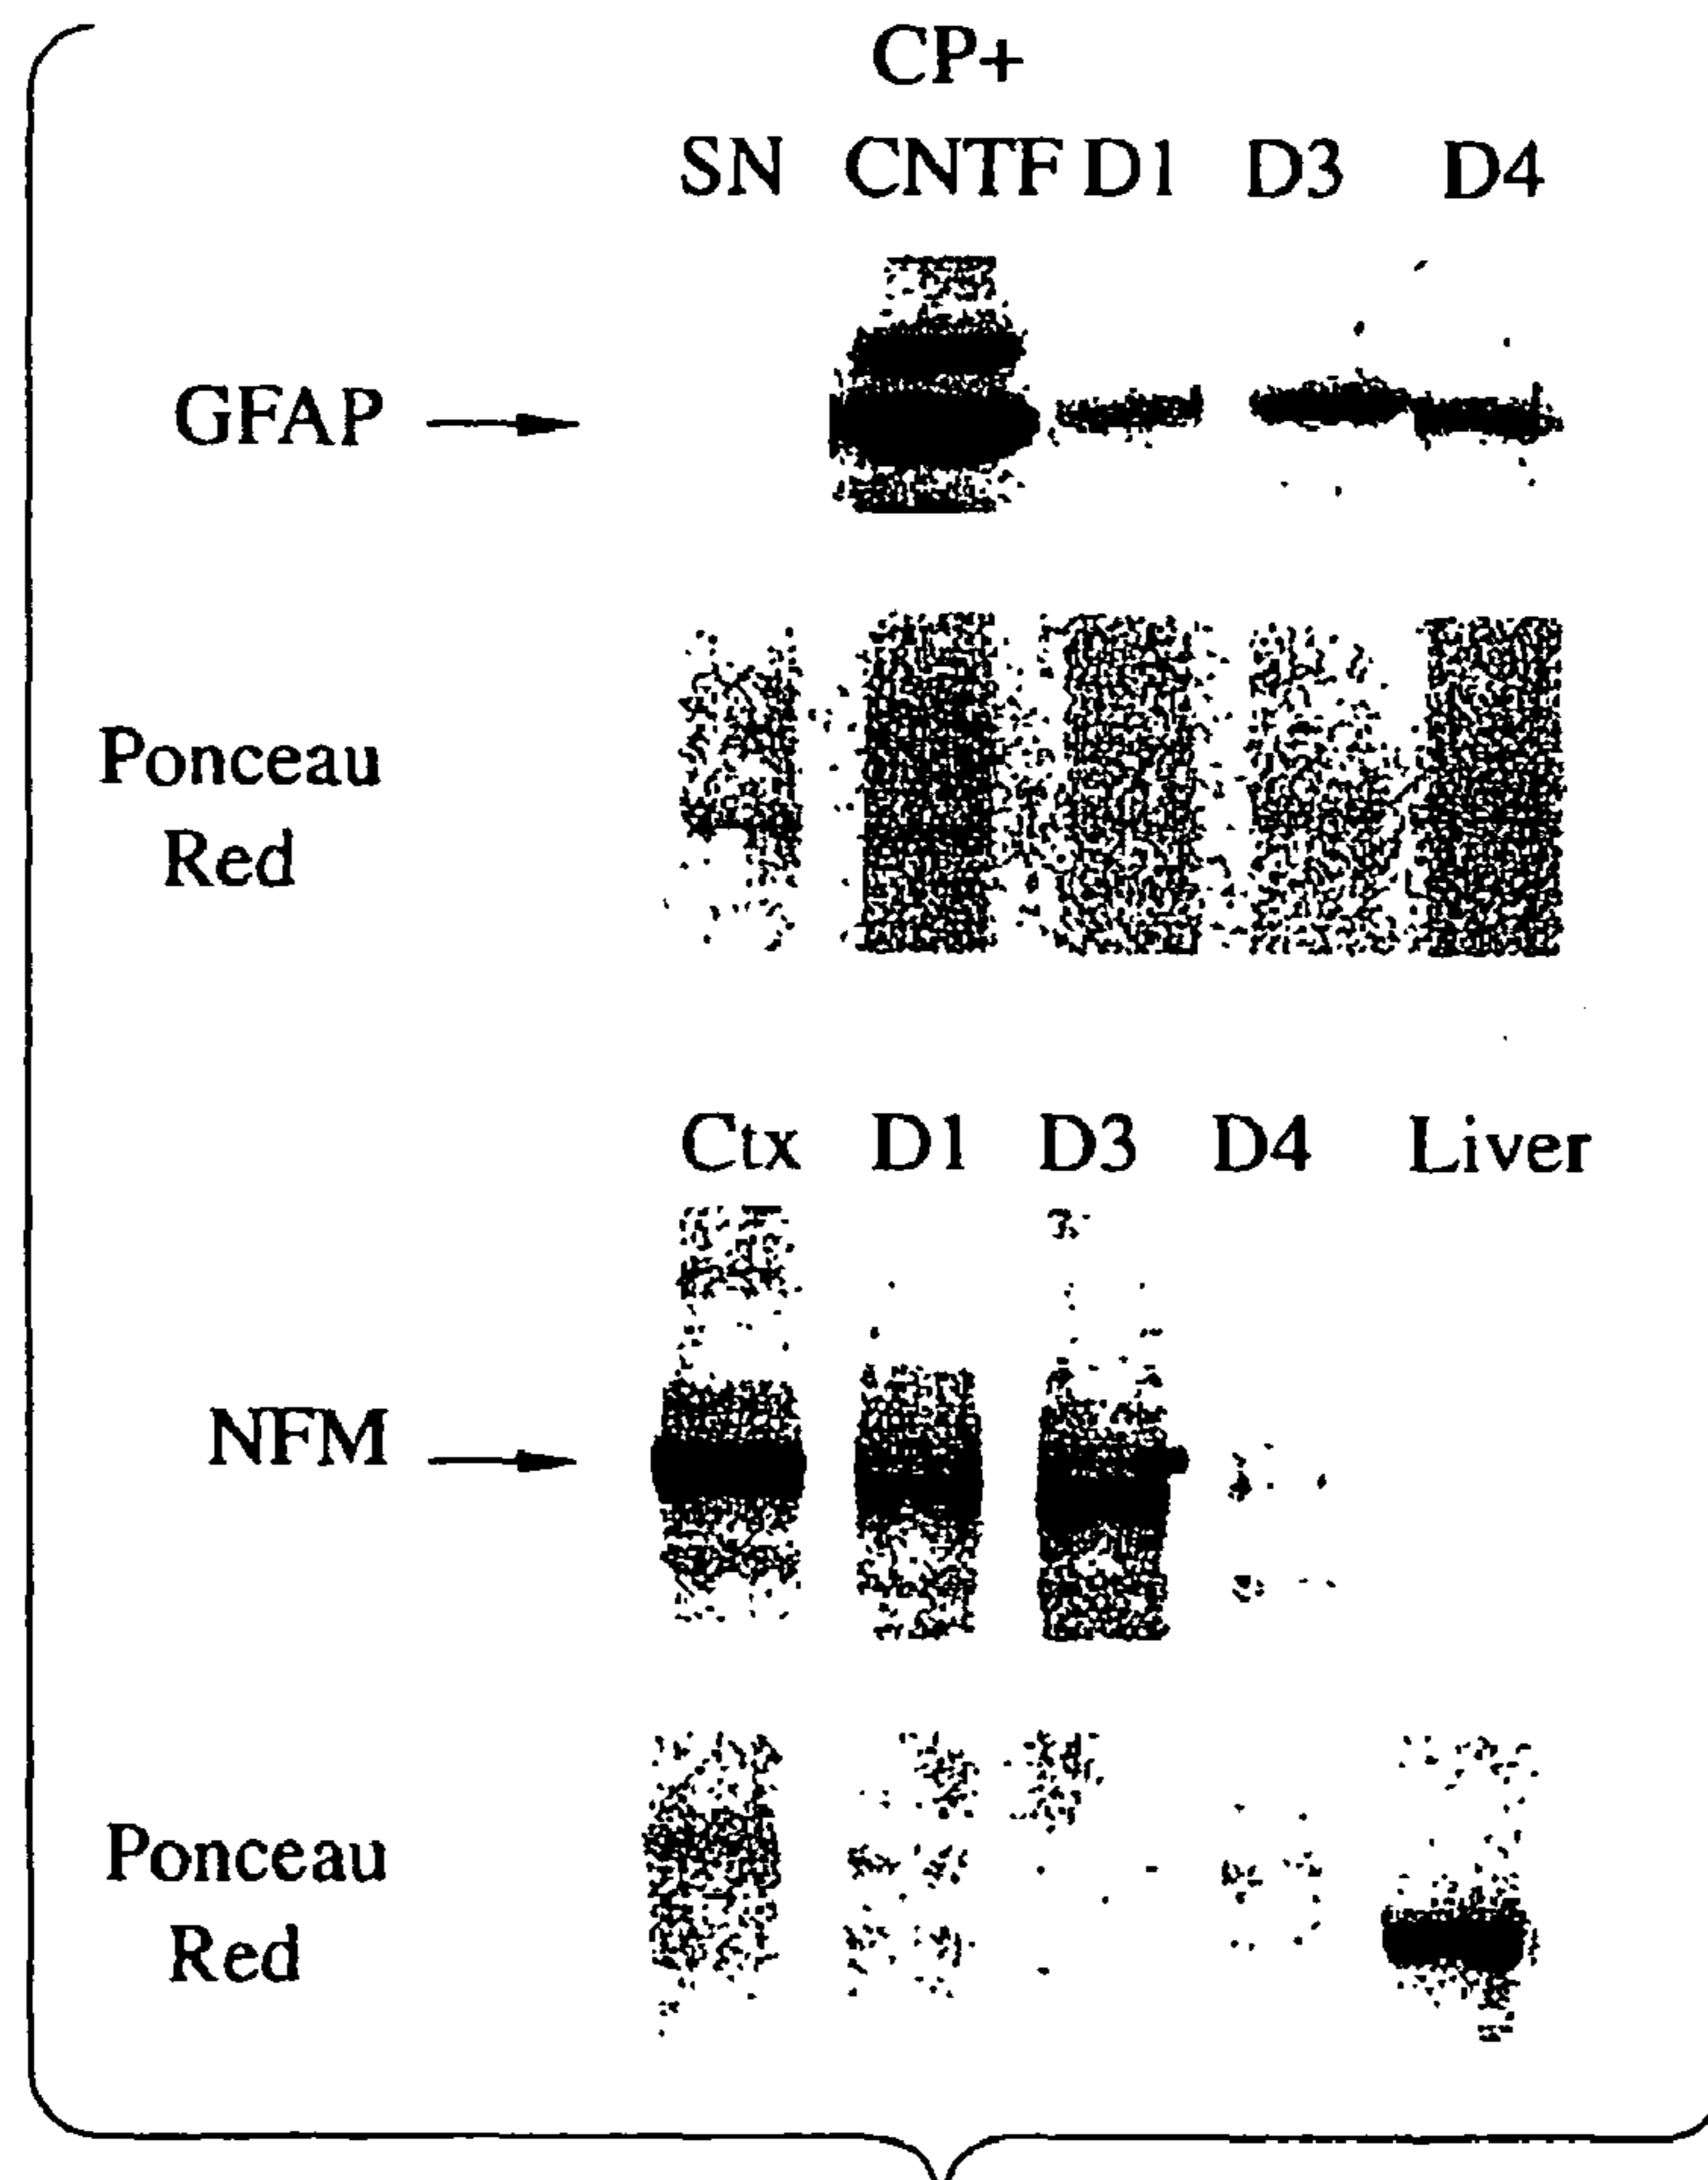 CP+
SN CNTF D1 D3 D4
GFAP
Ponceau
Red
Ctx D1 D3 D4 Liver
NFM
Ponceau
Red